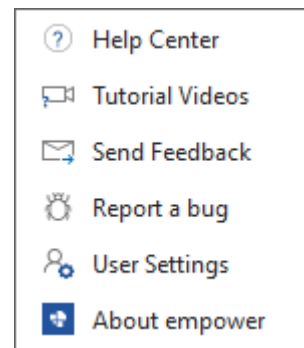 Help Center
Tutorial Videos
Send Feedback
Report a bug
User Settings
About empower